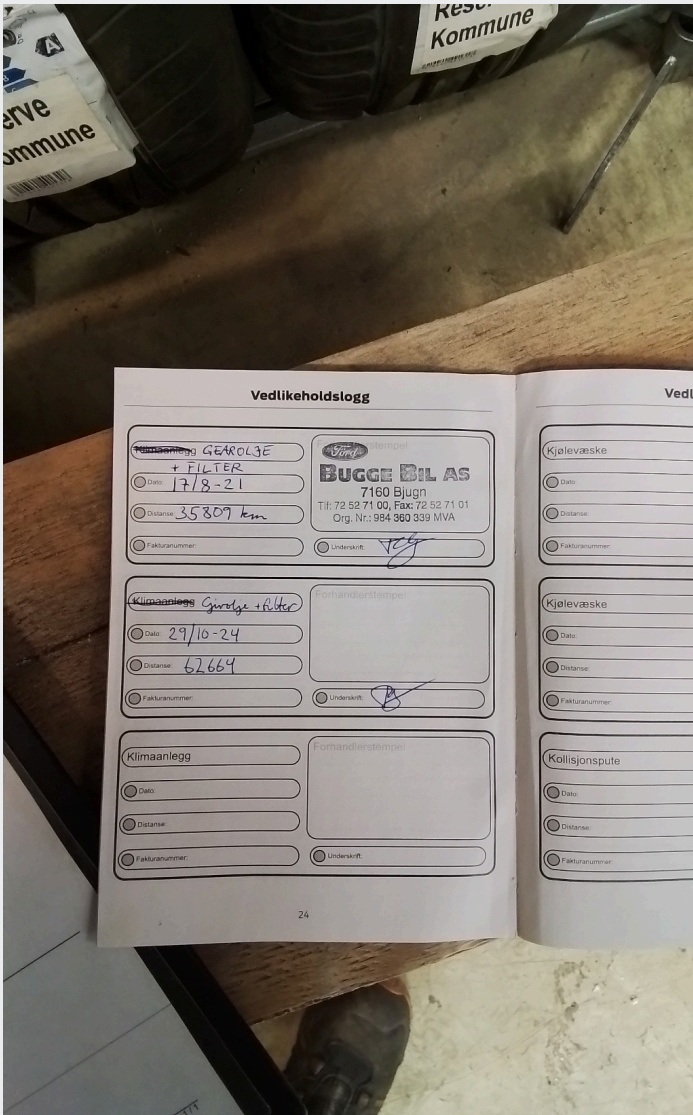 Kommune
erve
ommune
A
Vedlikeholdslogg
Klimaanlegg GEAROLJE
+ FILTER
Dato: 17/8-21
Distanse: 35809 km
Fakturanummer:
Forhandlerstempel
Ford
BUGGE BIL AS
7160 Bjugn
Tlf: 72 52 71 00, Fax: 72 52 71 01
Org. Nr.: 984 360 339 MVA
Underskrift:
Klimaanlegg Girolje + filter
Dato: 29/10-24
Distanse: 62664
Fakturanummer:
Forhandlerstempel
Underskrift:
Klimaanlegg
Dato:
Distanse:
Fakturanummer:
Forhandlerstempel
Underskrift:
24
Vedl
Kjølevæske
Dato:
Distanse:
Fakturanummer:
Kjølevæske
Dato:
Distanse:
Fakturanummer:
Kollisjonspute
Dato:
Distanse:
Fakturanummer: